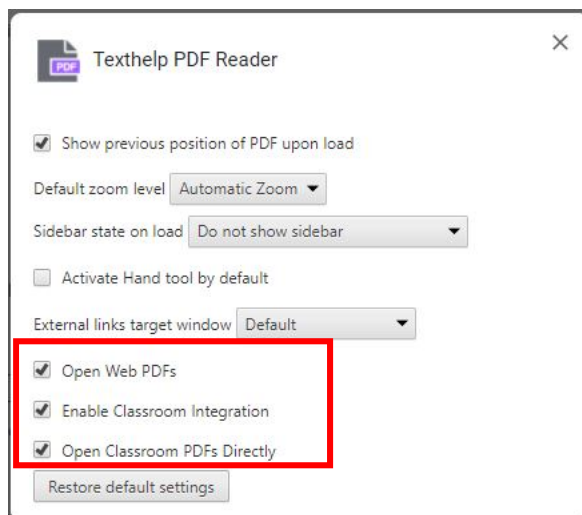 PDF
Texthelp PDF Reader
Show previous position of PDF upon load
Default zoom level Automatic Zoom
Sidebar state on load Do not show sidebar
Activate Hand tool by default
External links target window Default
Open Web PDFs
Enable Classroom Integration
Open Classroom PDFs Directly
Restore default settings